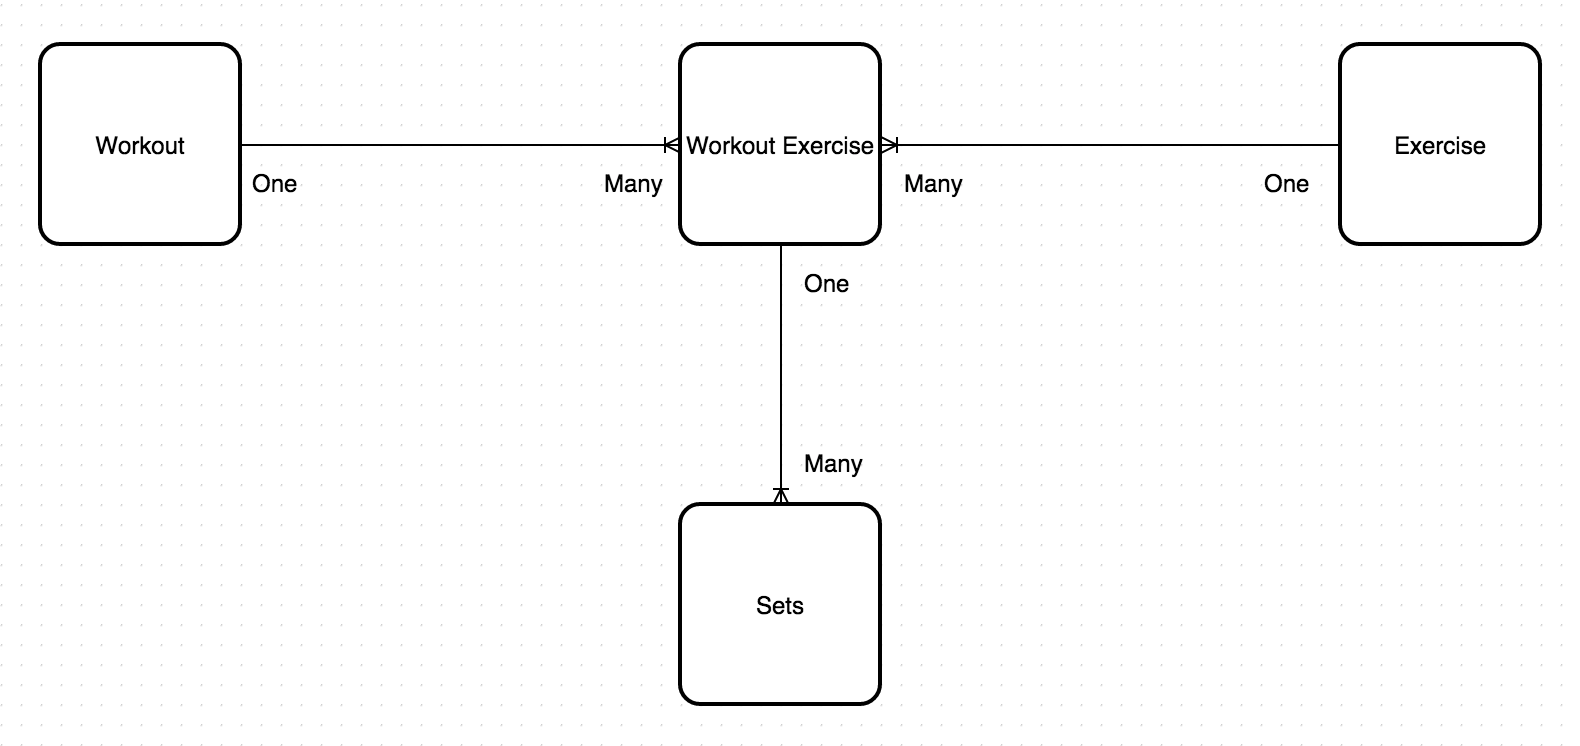 Workout
Workout Exercise
Exercise
One
Many
Many
One
One
Many
Sets